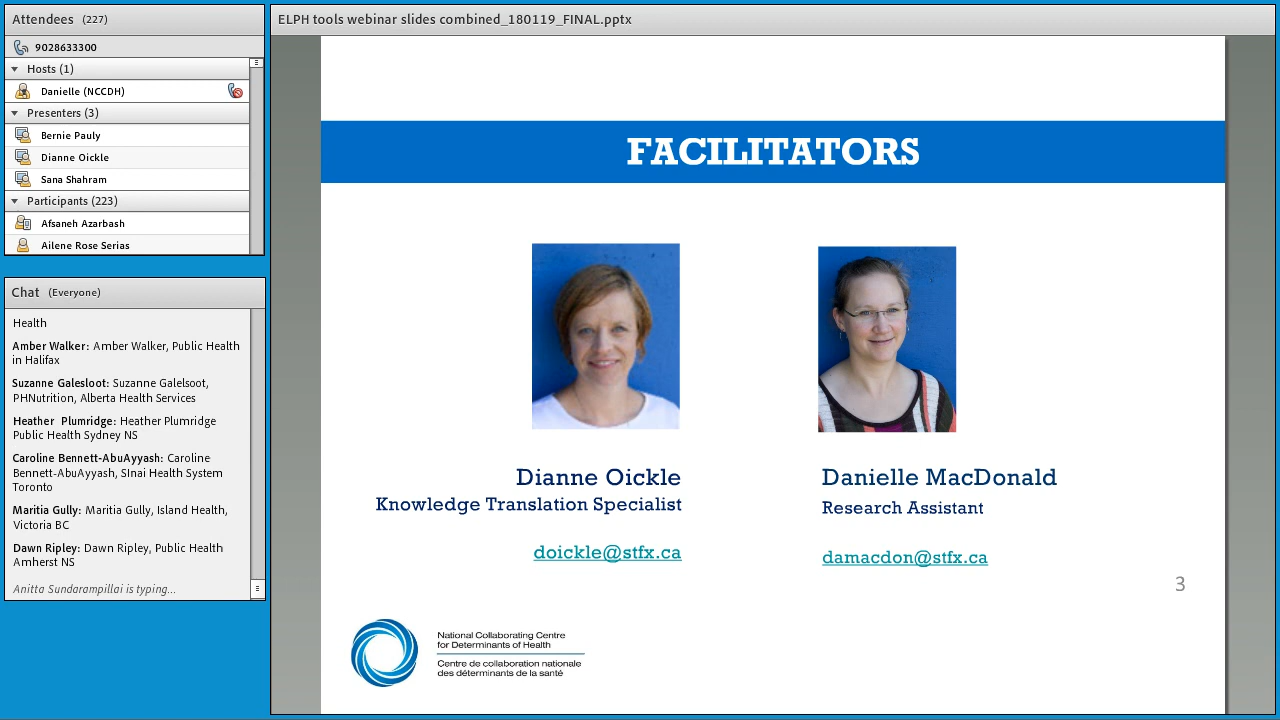 Attendees (227)
9028633300
Hosts (1)
Danielle (NCCDH)
Presenters (3)
Bernie Pauly
Dianne Oickle
Sana Shahram
Participants (223)
Afsaneh Azarbash
Ailene Rose Serias
Chat (Everyone)
Health
Amber Walker: Amber Walker, Public Health
in Halifax
Suzanne Galesloot: Suzanne Galelsoot,
PHNutrition, Alberta Health Services
Heather Plumridge: Heather Plumridge
Public Health Sydney NS
Caroline Bennett-AbuAyyash: Caroline
Bennett-AbuAyyash, SInai Health System
Toronto
Maritia Gully: Maritia Gully, Island Health,
Victoria BC
Dawn Ripley: Dawn Ripley, Public Health
Amherst NS
Anitta Sundarampillai is typing...
ELPH tools webinar slides combined_180119_FINAL.pptx
FACILITATORS
Dianne Oickle
Knowledge Translation Specialist
doickle@stfx.ca
Danielle MacDonald
Research Assistant
damacdon@stfx.ca
3
National Collaborating Centre
for Determinants of Health
Centre de collaboration nationale
des déterminants de la santé